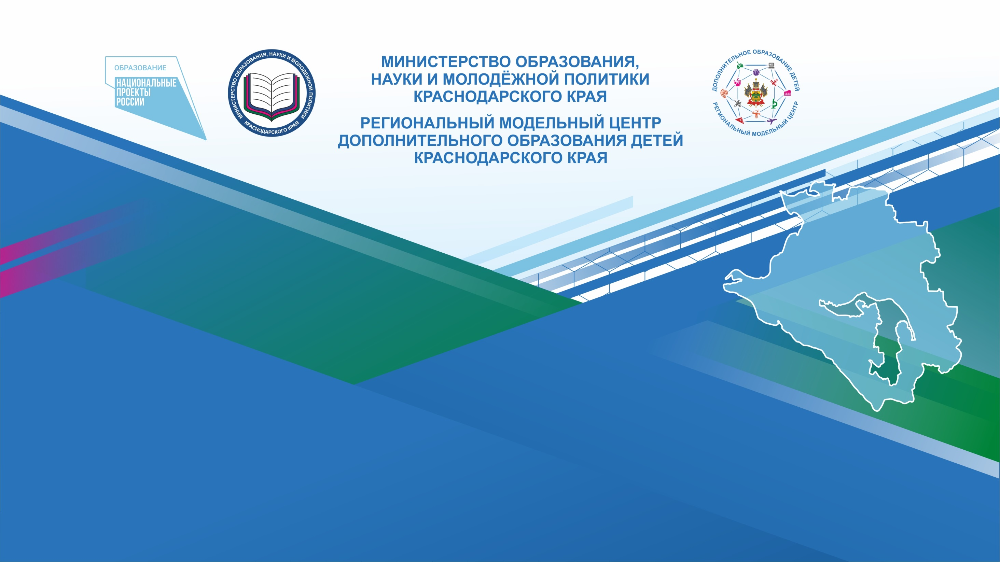 ОБРАЗОВАНИЕ
НАЦИОНАЛЬНЫЕ
ПРОЕКТЫ
РОССИИ
МИНИСТЕРСТВО ОБРАЗОВАНИЯ, НАУКИ И МОЛОДЕЖНОЙ ПОЛИТИКИ
КРАСНОДАРСКОГО КРАЯ
МИНИСТЕРСТВО ОБРАЗОВАНИЯ,
НАУКИ И МОЛОДЁЖНОЙ ПОЛИТИКИ
КРАСНОДАРСКОГО КРАЯ
РЕГИОНАЛЬНЫЙ МОДЕЛЬНЫЙ ЦЕНТР
ДОПОЛНИТЕЛЬНОГО ОБРАЗОВАНИЯ ДЕТЕЙ
КРАСНОДАРСКОГО КРАЯ
ДОПОЛНИТЕЛЬНОЕ ОБРАЗОВАНИЕ ДЕТЕЙ
РЕГИОНАЛЬНЫЙ МОДЕЛЬНЫЙ ЦЕНТР